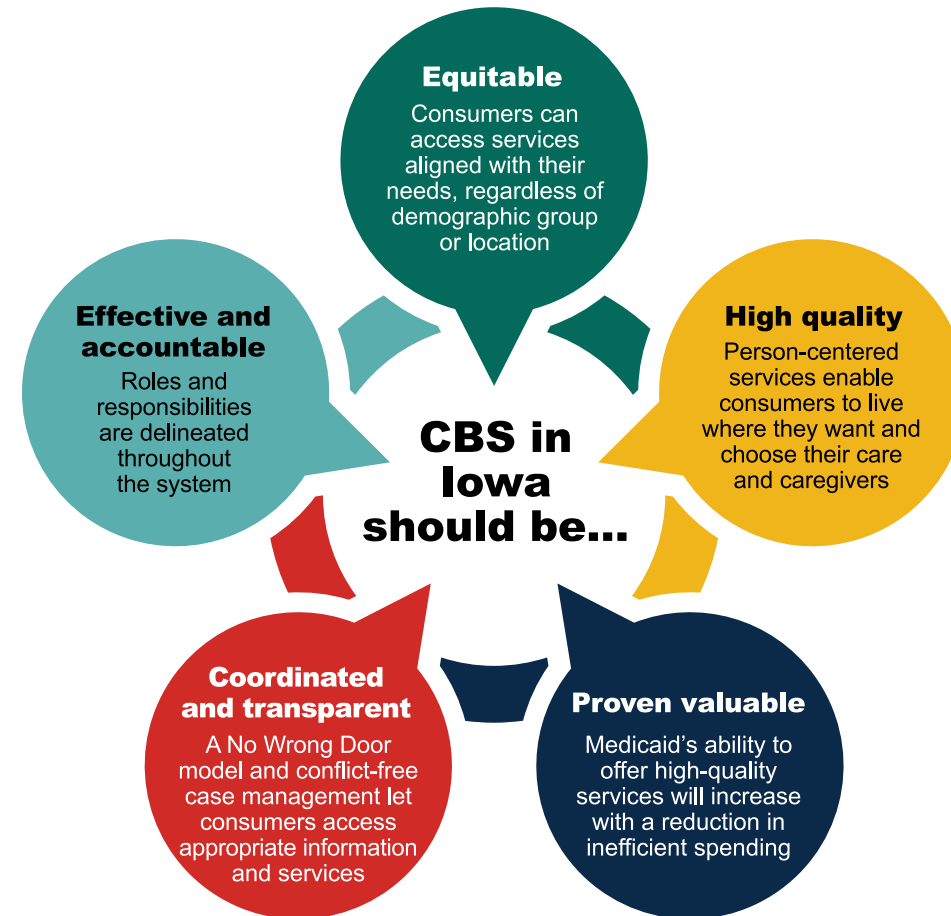 Equitable
Consumers can
access services
aligned with their
needs, regardless of
demographic group
or location
High quality
Person-centered
services enable
consumers to live
where they want and
choose their care
and caregivers
Proven valuable
Medicaid’s ability to
offer high-quality
services will increase
with a reduction in
inefficient spending
Coordinated
and transparent
A No Wrong Door
model and conflict-free
case management let
consumers access
appropriate information
and services
Effective and
accountable
Roles and
responsibilities
are delineated
throughout
the system
CBS in
Iowa
should be...